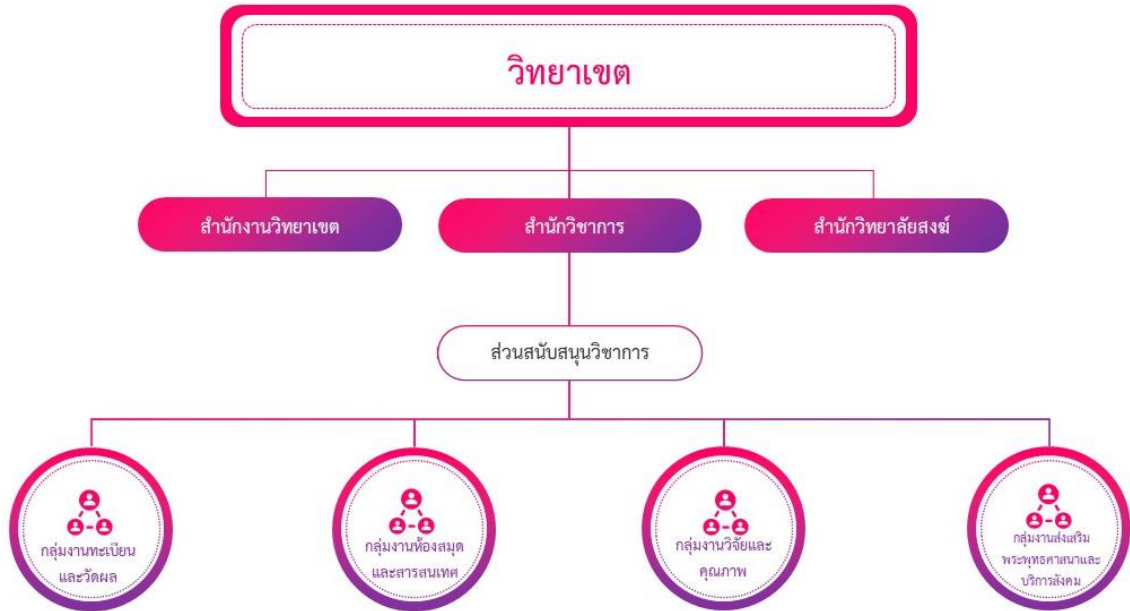 วิทยาเขต
สำนักงานวิทยาเขต
สำนักวิชาการ
สำนักวิทยาลัยสงฆ์
ส่วนสนับสนุนวิชาการ
กลุ่มงานทะเบียน
และวัดผล
กลุ่มงานห้องสมุด
และสารสนเทศ
กลุ่มงานวิจัยและ
คุณภาพ
กลุ่มงานส่งเสริม
พระพุทธศาสนาและ
บริการสังคม